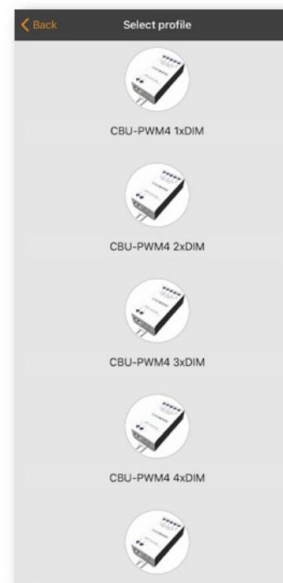 Back
Select profile
CBU-PWM4 1xDIM
CBU-PWM4 2xDIM
CBU-PWM4 3xDIM
CBU-PWM4 4xDIM